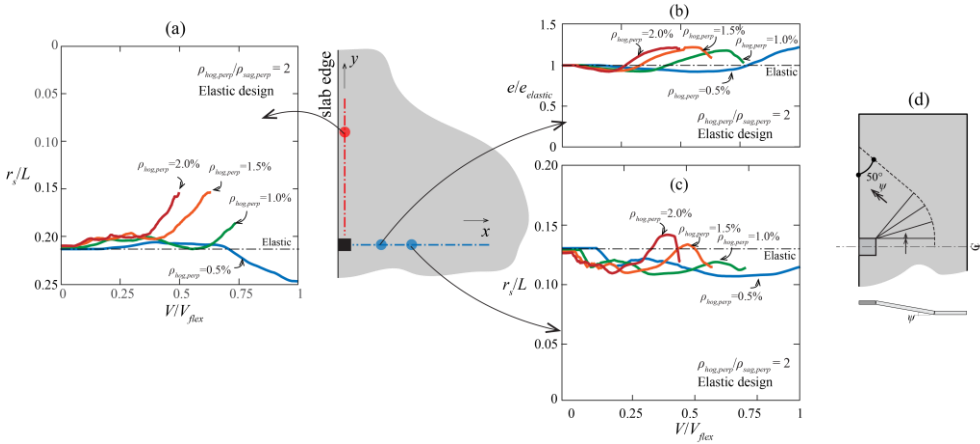 (a)
ρhog,perp/ρsag,perp = 2
Elastic design
ρhog,perp=2.0%
ρhog,perp=1.5%
ρhog,perp=1.0%
Elastic
ρhog,perp=0.5%
rs/L
0
0.05
0.10
0.15
0.20
0.25
0
0.25
0.5
0.75
1
V/Vflex
slab edge
y
x
(b)
ρhog,perp=2.0%
ρhog,perp=1.5%
ρhog,perp=1.0%
Elastic
ρhog,perp=0.5%
ρhog,perp/ρsag,perp = 2
Elastic design
e/eelastic
1.5
1
0.5
0
(c)
ρhog,perp=2.0%
ρhog,perp=1.5%
ρhog,perp=1.0%
Elastic
ρhog,perp=0.5%
rs/L
0.20
0.15
0.10
0.05
0
ρhog,perp/ρsag,perp = 2
Elastic design
0
0.25
0.5
0.75
1
V/Vflex
(d)
50°
ψ
℄
ψ